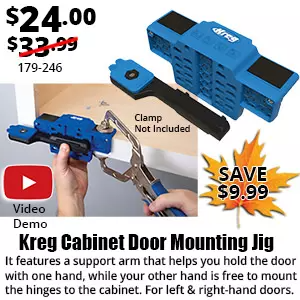 $24.00
$33.99
179-246
Kreg
Clamp
Not Included
SAVE
$9.99
Video
Demo
Kreg Cabinet Door Mounting Jig
It features a support arm that helps you hold the door
with one hand, while your other hand is free to mount
the hinges to the cabinet. For left & right-hand doors.